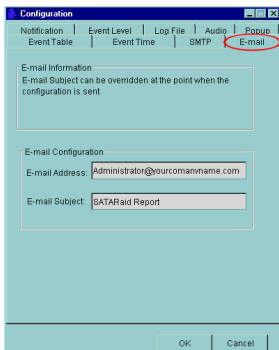 Configuration
Notification Event Level Log File Audio Popup
Event Table Event Time SMTP E-mail
E-mail Information
E-mail Subject can be overridden at the point when the
configuration is sent
E-mail Configuration
E-mail Address: Administrator@yourcomanvname.com
E-mail Subject: SATARaid Report
OK Cancel